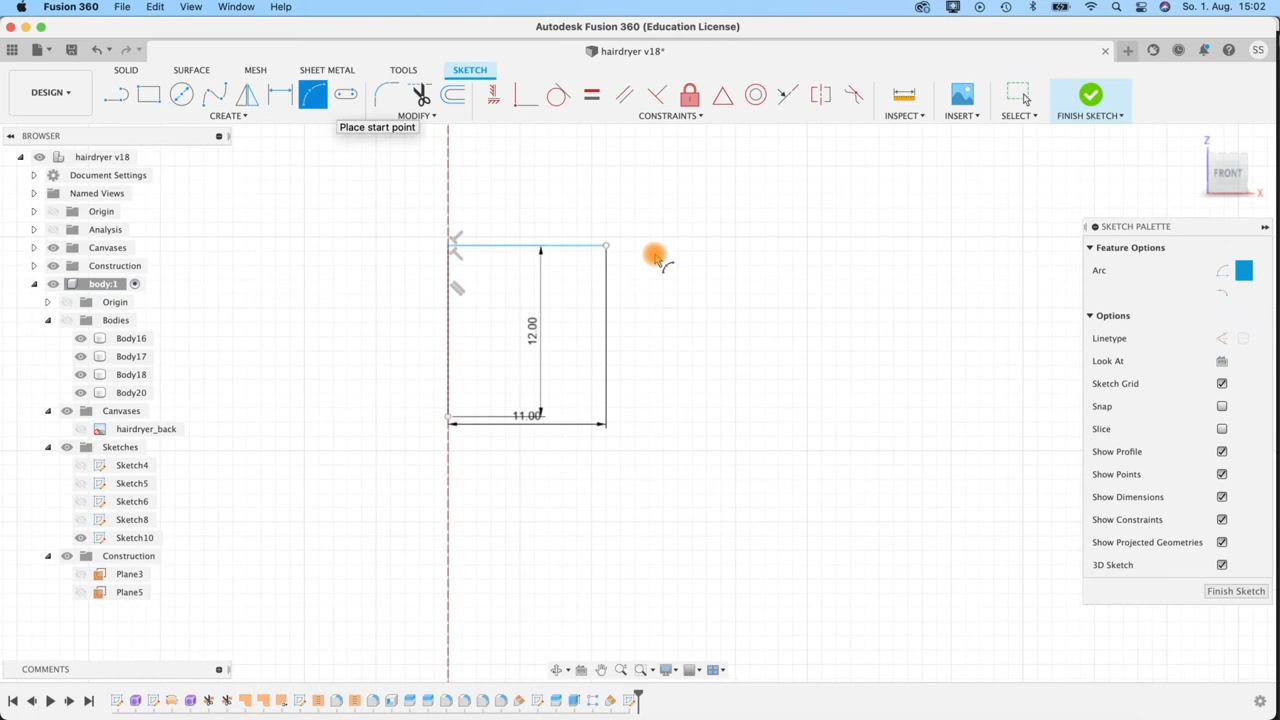 Fusion 360 File Edit View Window Help So. 1. Aug. 15:02
Autodesk Fusion 360 (Education License)
hairdryer v18*
SS
DESIGN
SOLID SURFACE MESH SHEET METAL TOOLS SKETCH
CREATE MODIFY CONSTRAINTS INSPECT INSERT SELECT FINISH SKETCH
Place start point
BROWSER
hairdryer v18
Document Settings
Named Views
Origin
Analysis
Canvases
Construction
body:1
Origin
Bodies
Body16
Body17
Body18
Body20
Canvases
hairdryer_back
Sketches
Sketch4
Sketch5
Sketch6
Sketch8
Sketch10
Construction
Plane3
Plane5
12.00
11.00
Z
FRONT
X
SKETCH PALETTE
Feature Options
Arc
Options
Linetype
Look At
Sketch Grid
Snap
Slice
Show Profile
Show Points
Show Dimensions
Show Constraints
Show Projected Geometries
3D Sketch
Finish Sketch
COMMENTS